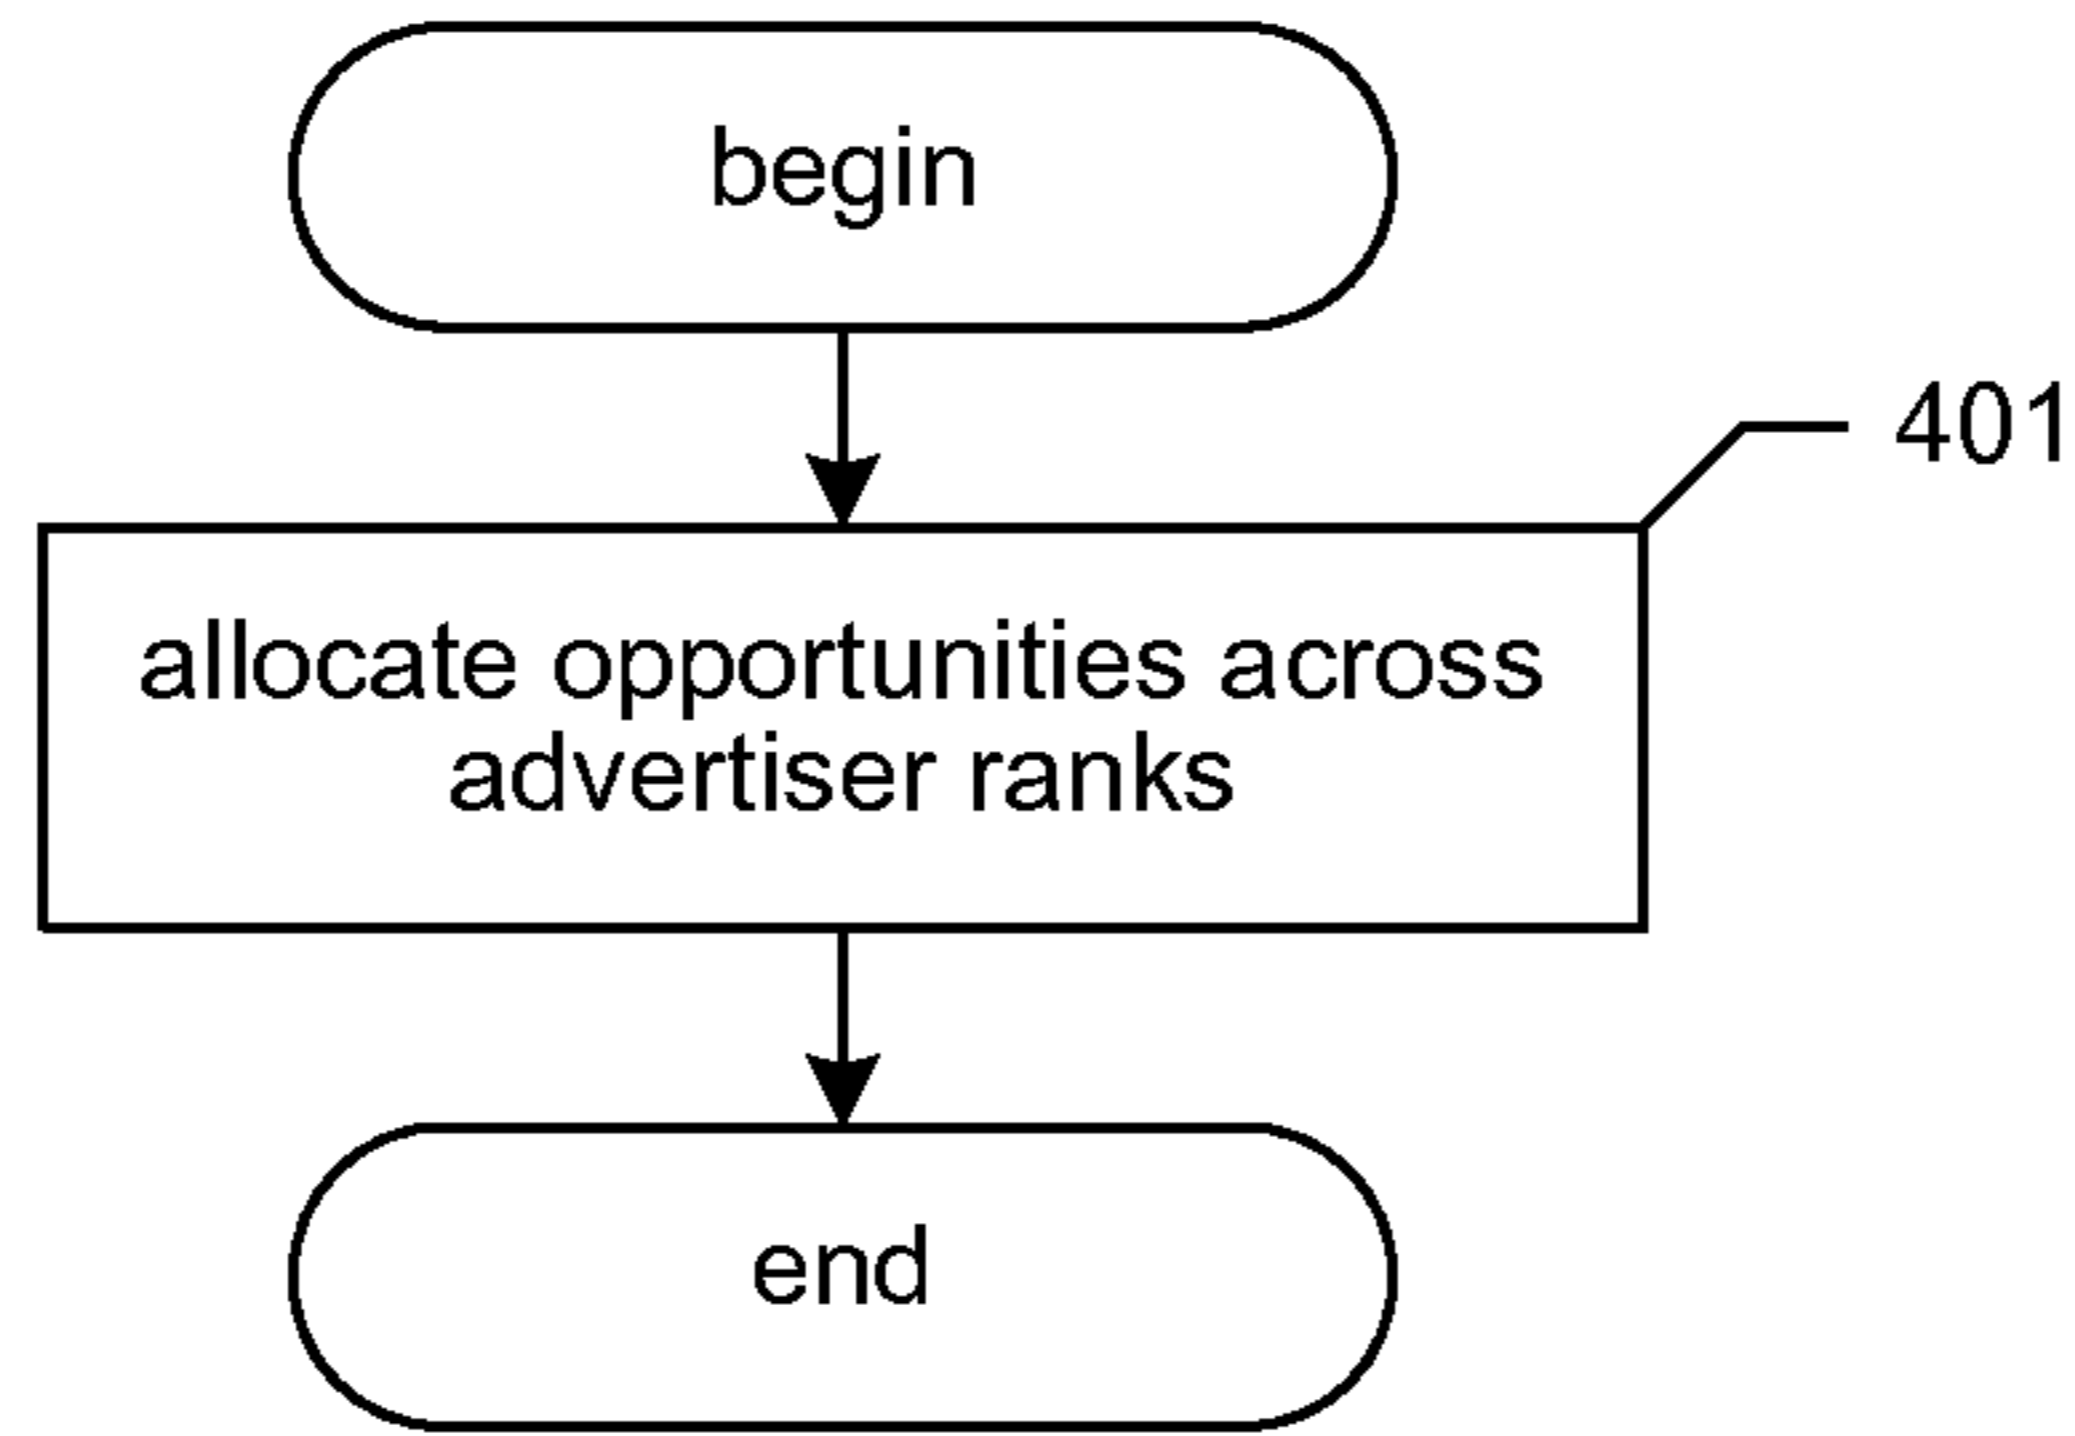 begin
401
allocate opportunities across
advertiser ranks
end